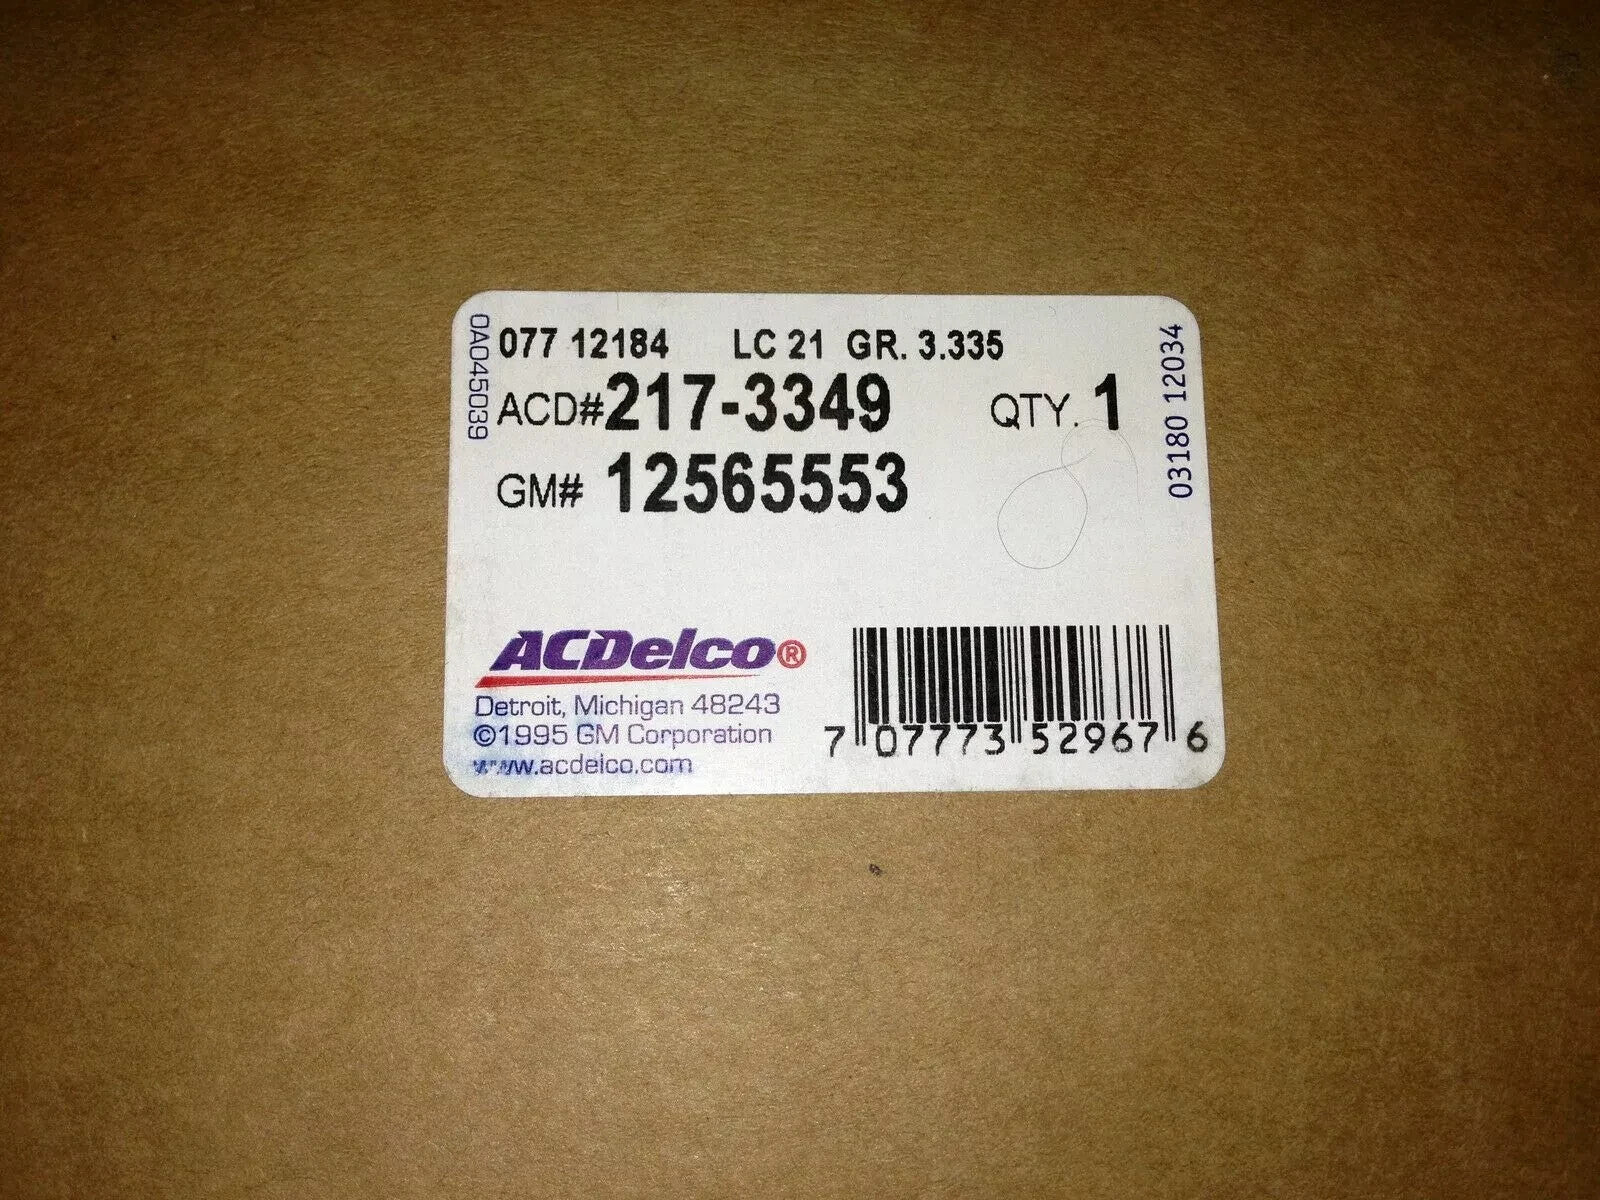 0A045039
077 12184 LC 21 GR. 3.335
ACD#217-3349 QTY. 1
GM# 12565553
03180 12034
ACDelco®
Detroit, Michigan 48243
©1995 GM Corporation
www.acdelco.com
7 07773 52967 6